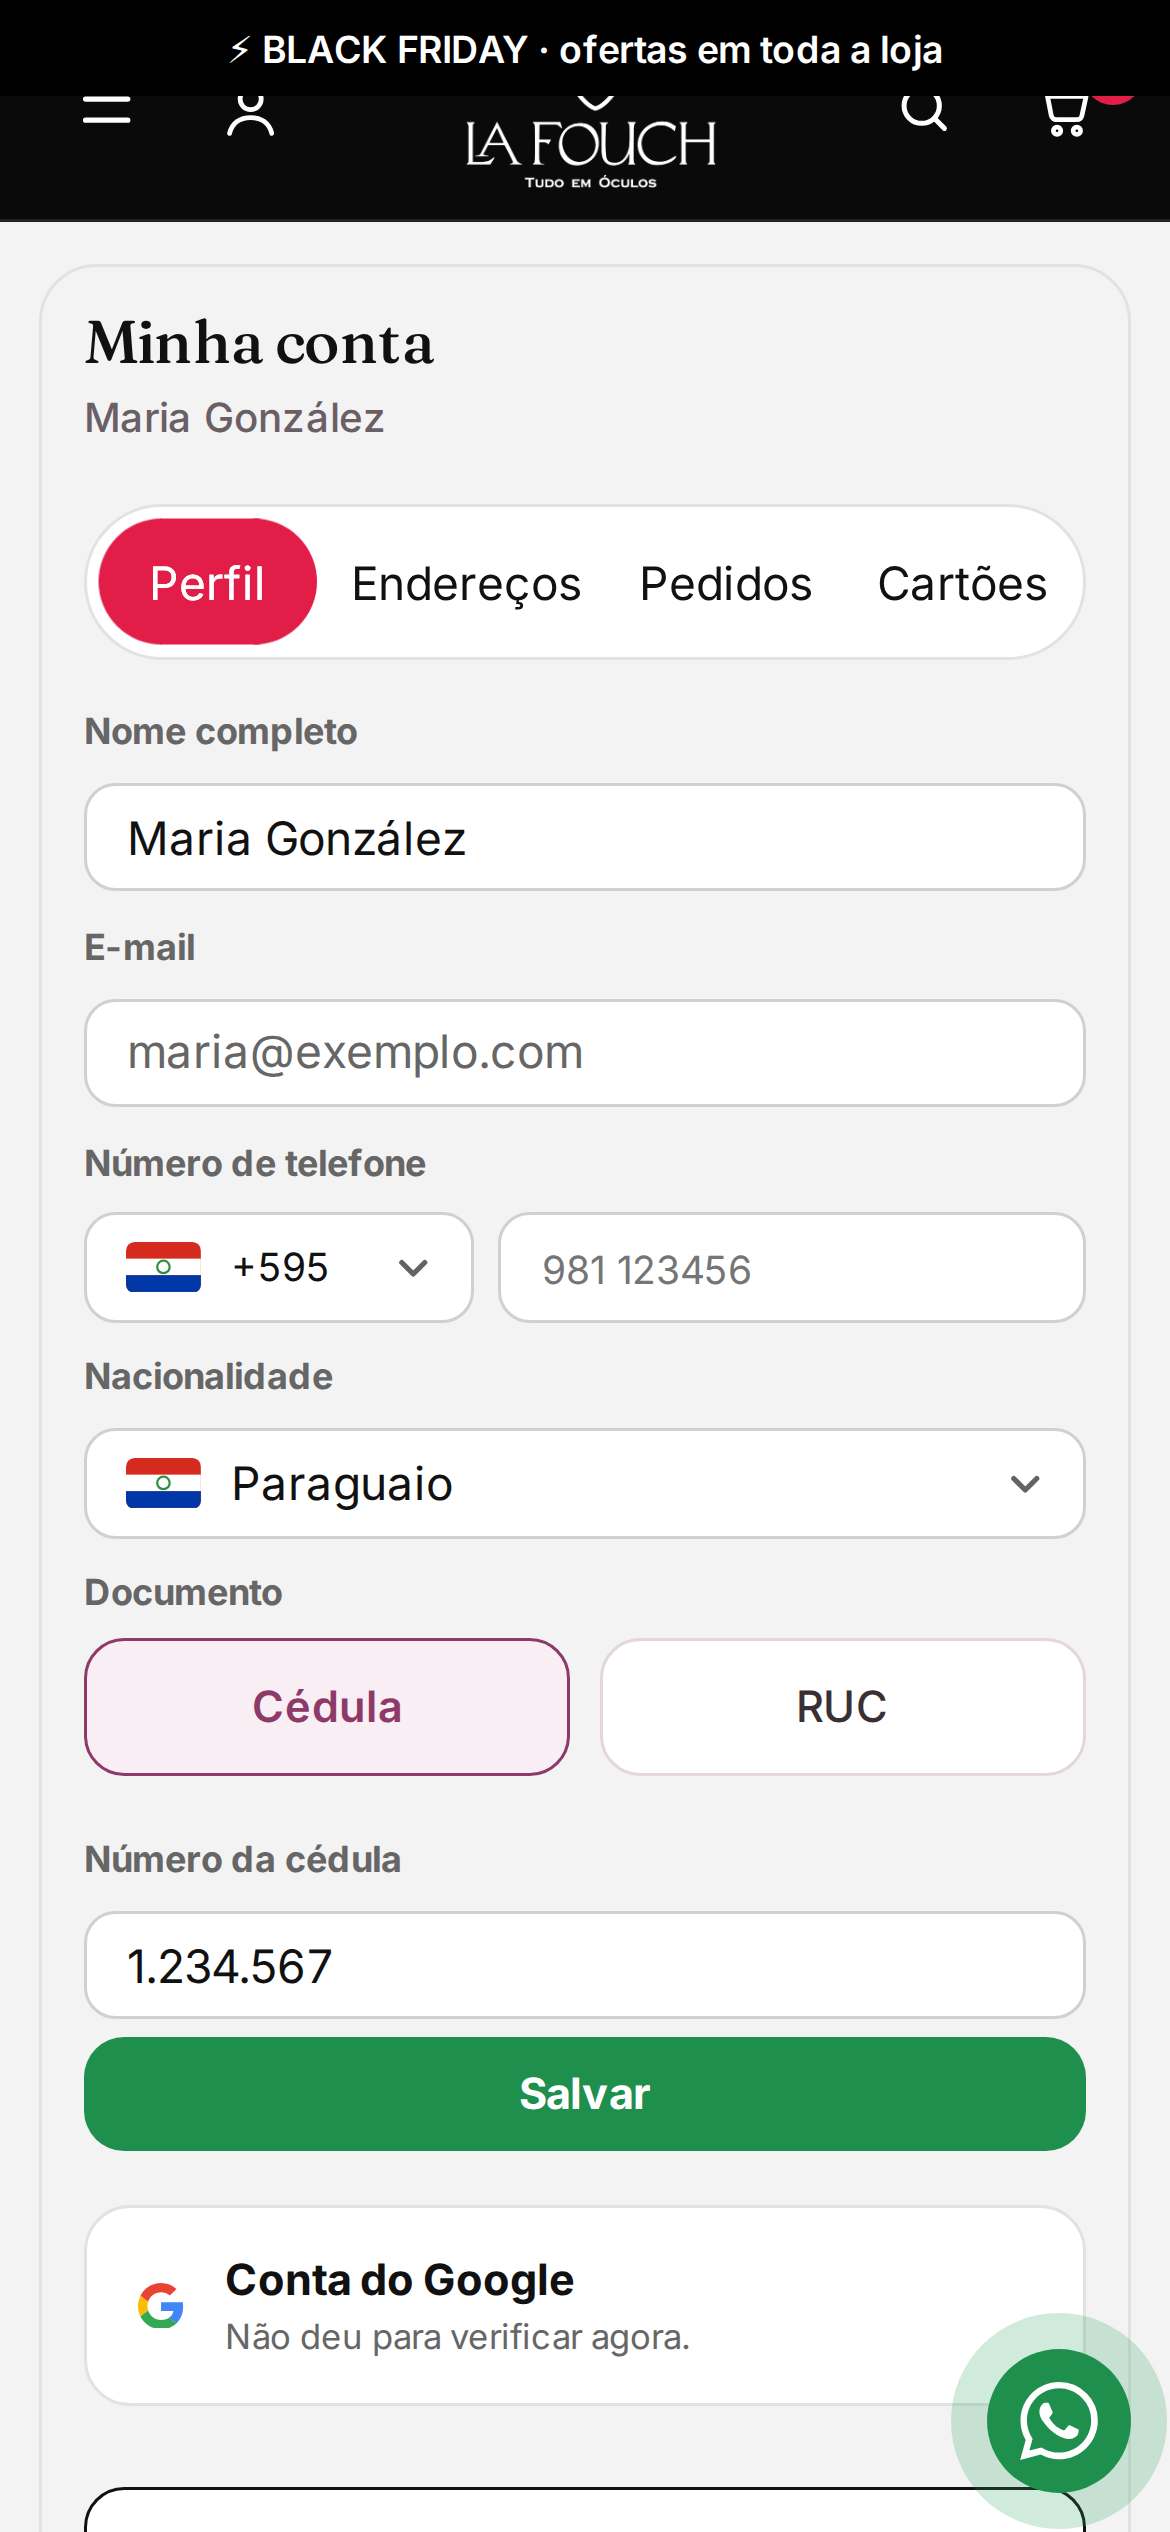 ⚡ BLACK FRIDAY · ofertas em toda a loja
LA FOUCH
TUDO EM ÓCULOS
Minha conta
Maria González
Perfil Endereços Pedidos Cartões
Nome completo
Maria González
E-mail
maria@exemplo.com
Número de telefone
+595 981 123456
Nacionalidade
Paraguaio
Documento
Cédula RUC
Número da cédula
1.234.567
Salvar
Conta do Google
Não deu para verificar agora.